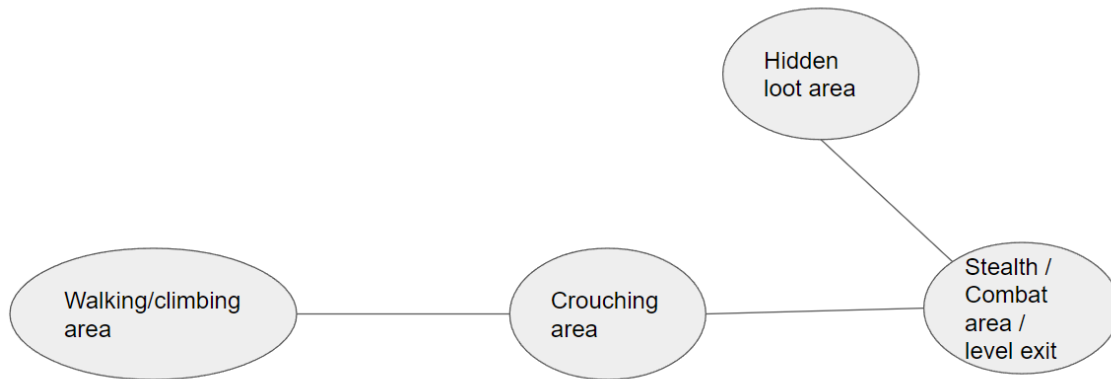 Hidden
loot area
Walking/climbing
area
Crouching
area
Stealth /
Combat
area /
level exit